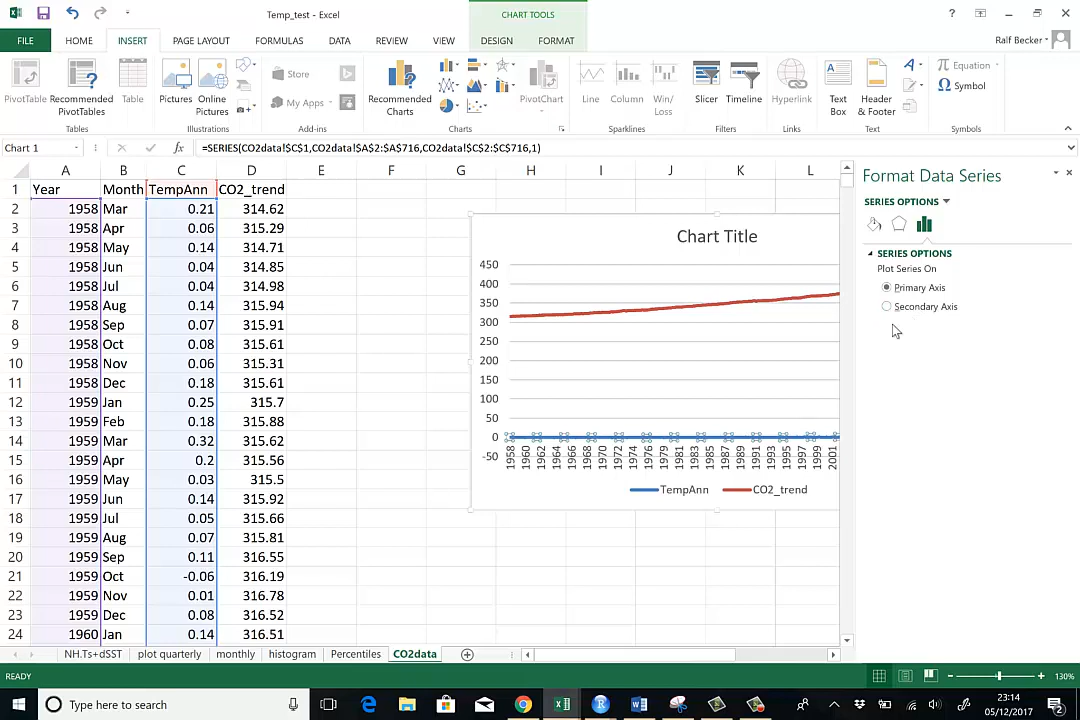 Temp_test - Excel
CHART TOOLS
FILE HOME INSERT PAGE LAYOUT FORMULAS DATA REVIEW VIEW DESIGN FORMAT
Ralf Becker
PivotTable Recommended PivotTables Table
Tables
Pictures Online Pictures
Illustrations
Store
My Apps
Add-ins
Recommended Charts
PivotChart
Charts
Line Column Win/ Loss
Sparklines
Slicer Timeline
Filters
Hyperlink
Links
Text Box Header & Footer
Text
Equation
Symbol
Symbols
Chart 1 fx =SERIES(CO2data!$C$1,CO2data!$A$2:$A$716,CO2data!$C$2:$C$716,1)
A B C D E F G H I J K L
1 Year Month TempAnn CO2_trend
2 1958 Mar 0.21 314.62
3 1958 Apr 0.06 315.29
4 1958 May 0.14 314.71
5 1958 Jun 0.04 314.85
6 1958 Jul 0.04 314.98
7 1958 Aug 0.14 315.94
8 1958 Sep 0.07 315.91
9 1958 Oct 0.08 315.61
10 1958 Nov 0.06 315.31
11 1958 Dec 0.18 315.61
12 1959 Jan 0.25 315.7
13 1959 Feb 0.18 315.88
14 1959 Mar 0.32 315.62
15 1959 Apr 0.2 315.56
16 1959 May 0.03 315.5
17 1959 Jun 0.14 315.92
18 1959 Jul 0.05 315.66
19 1959 Aug 0.07 315.81
20 1959 Sep 0.11 316.55
21 1959 Oct -0.06 316.19
22 1959 Nov 0.01 316.78
23 1959 Dec 0.08 316.52
24 1960 Jan 0.14 316.51
Chart Title
450
400
350
300
250
200
150
100
50
0
-50
1958 1960 1962 1964 1966 1968 1970 1972 1974 1976 1978 1979 1981 1983 1985 1987 1989 1991 1993 1995 1997 1999 2001
TempAnn CO2_trend
Format Data Series
SERIES OPTIONS
SERIES OPTIONS
Plot Series On
Primary Axis
Secondary Axis
NH.Ts+dSST plot quarterly monthly histogram Percentiles CO2data
READY
130%
Type here to search
23:14
05/12/2017
2